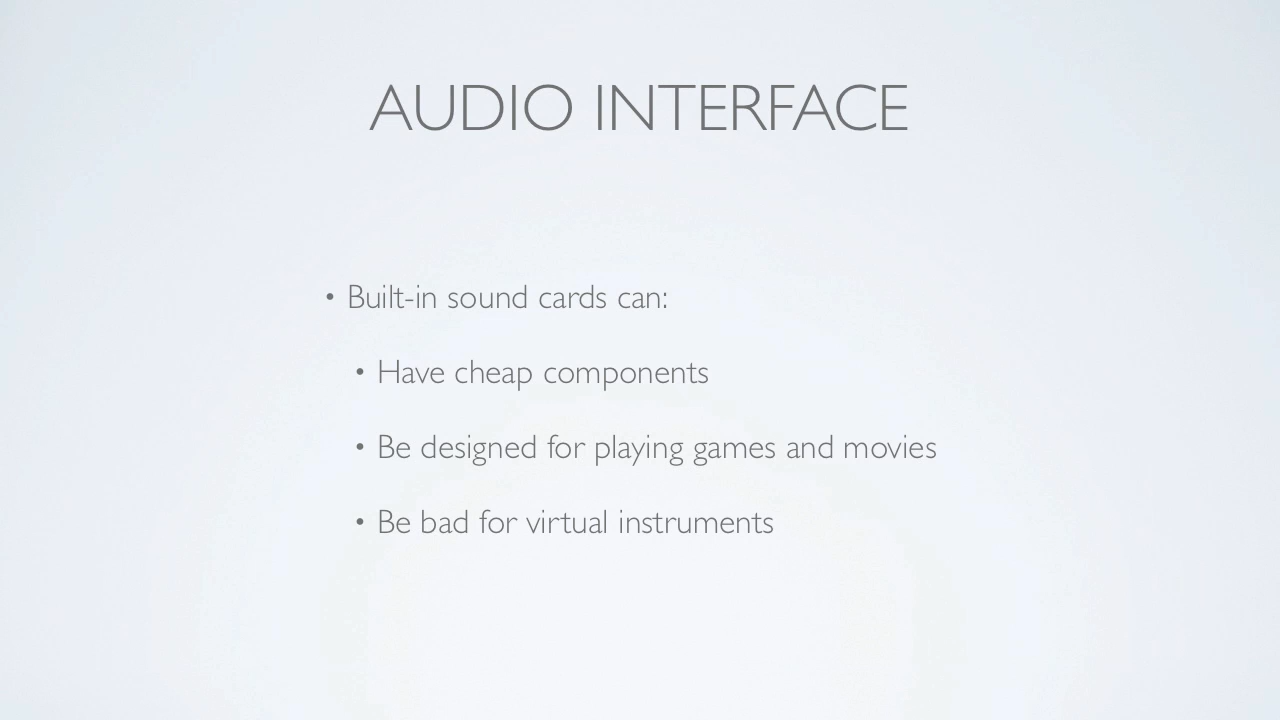 AUDIO INTERFACE
• Built-in sound cards can:
• Have cheap components
• Be designed for playing games and movies
• Be bad for virtual instruments